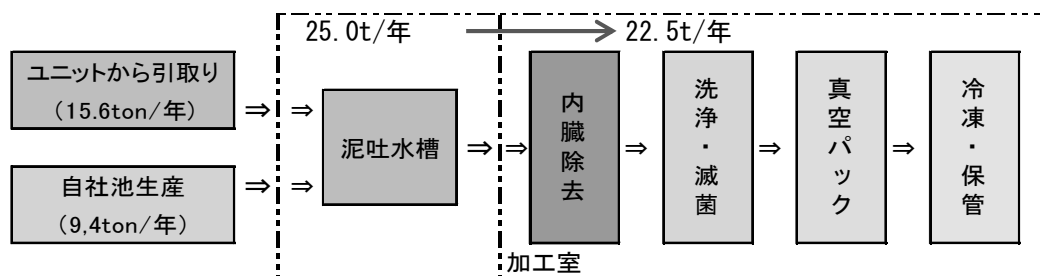 25.0t/年
22.5t/年
ユニットから引取り
(15.6ton/年)
⇒ ⇒
自社池生産
(9,4ton/年)
⇒ ⇒
泥吐水槽
⇒ ⇒
内臓除去
⇒
洗浄・滅菌
⇒
真空パック
⇒
冷凍・保管
加工室